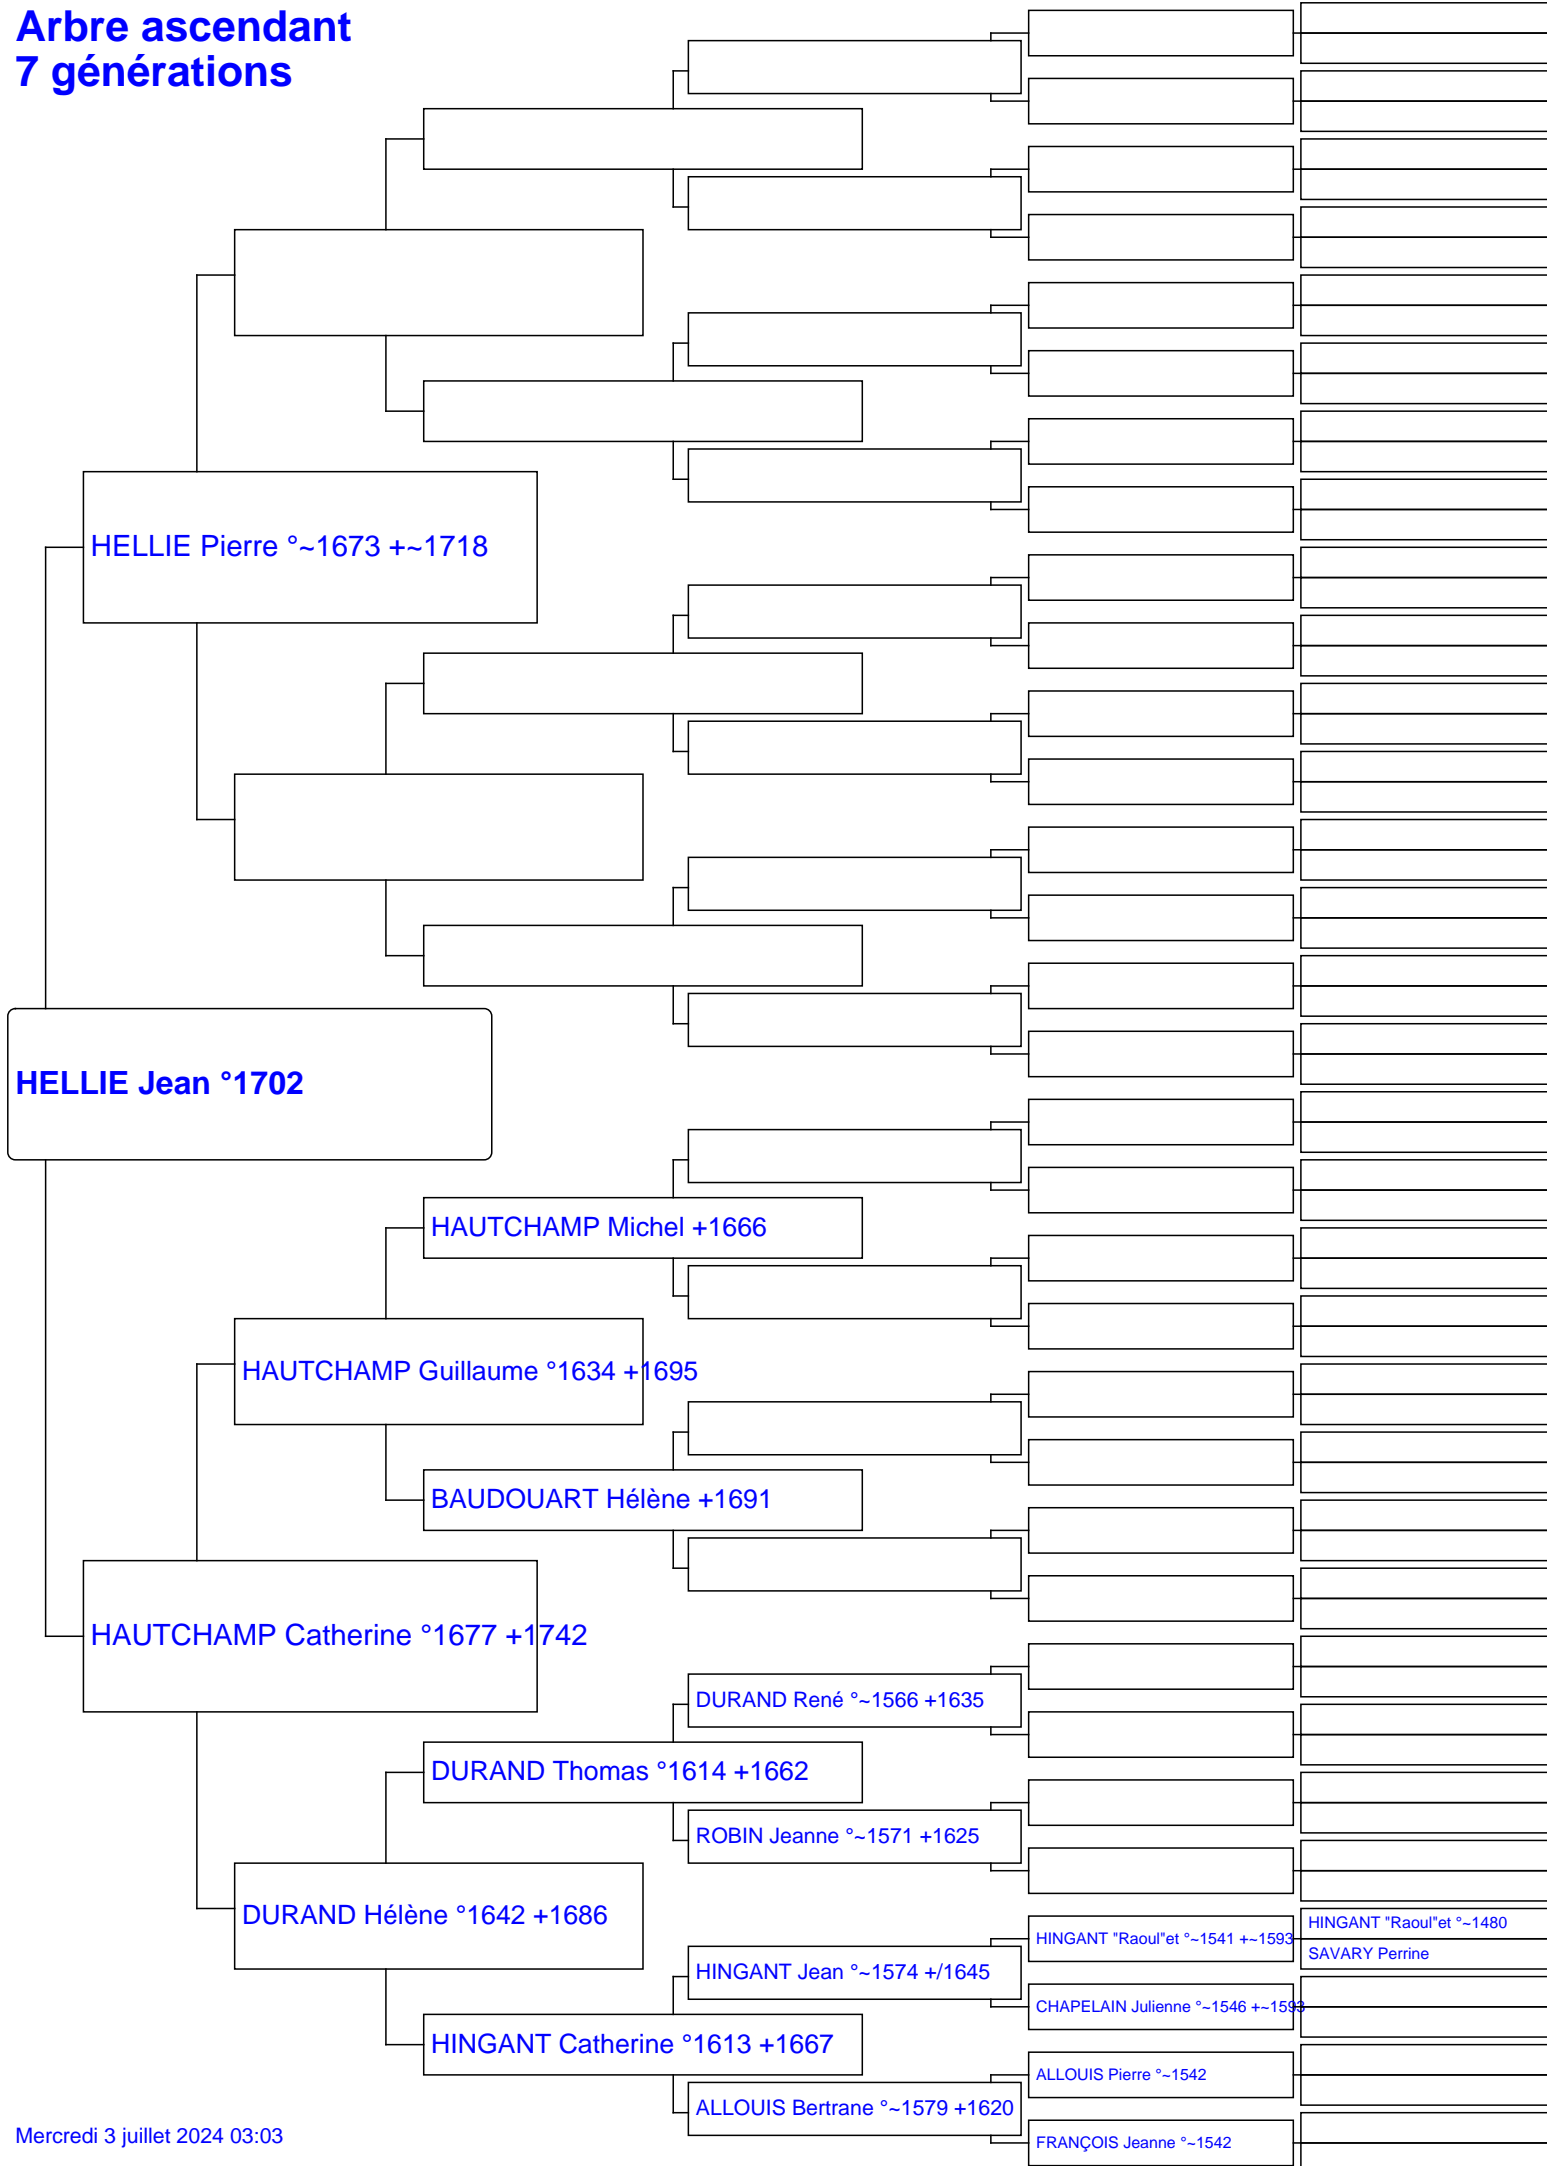 Arbre ascendant
7 générations
HELLIE Pierre °~1673 +~1718
HELLIE Jean °1702
HAUTCHAMP Michel +1666
HAUTCHAMP Guillaume °1634 +1695
BAUDOUART Hélène +1691
HAUTCHAMP Catherine °1677 +1742
DURAND René °~1566 +1635
DURAND Thomas °1614 +1662
ROBIN Jeanne °~1571 +1625
DURAND Hélène °1642 +1686
HINGANT "Raoul"et °~1480
HINGANT "Raoul"et °~1541 +~1593
SAVARY Perrine
HINGANT Jean °~1574 +/1645
CHAPELAIN Julienne °~1546 +~1593
HINGANT Catherine °1613 +1667
ALLOUIS Pierre °~1542
ALLOUIS Bertrane °~1579 +1620
FRANÇOIS Jeanne °~1542
Mercredi 3 juillet 2024 03:03